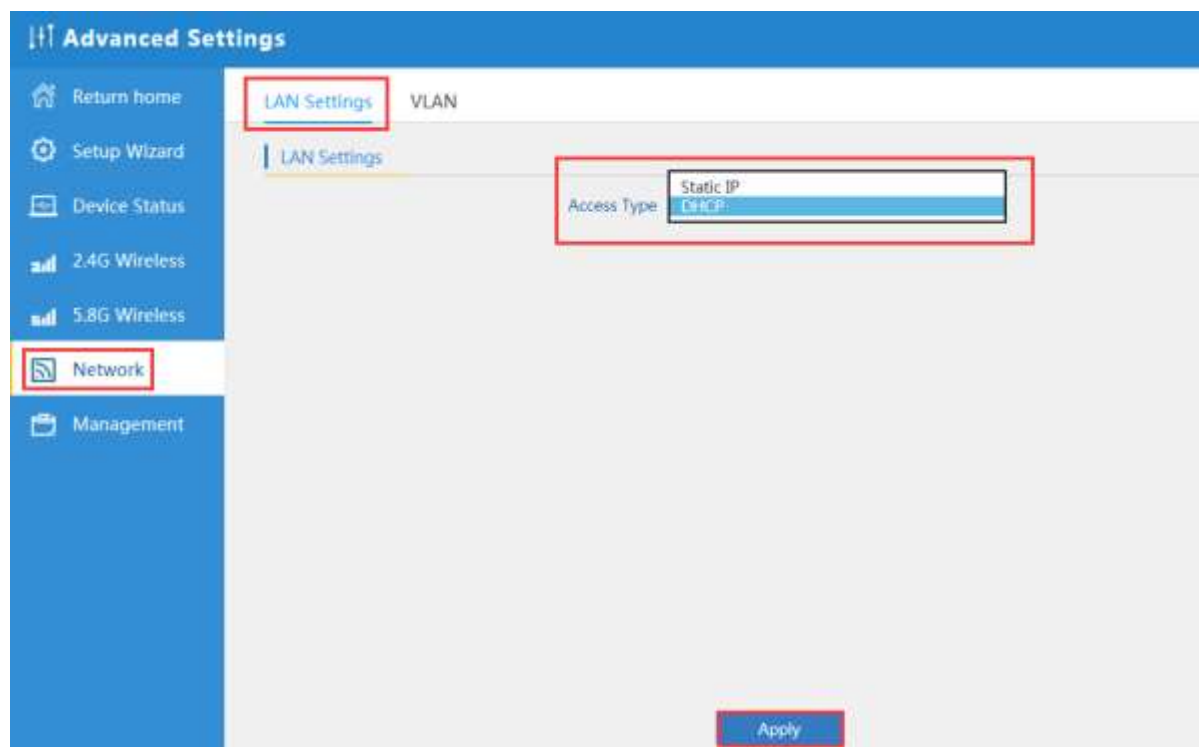 Advanced Settings
Return home
LAN Settings VLAN
Setup Wizard
LAN Settings
Static IP
Device Status
Access Type DHCP
2.4G Wireless
5.8G Wireless
Network
Management
Apply